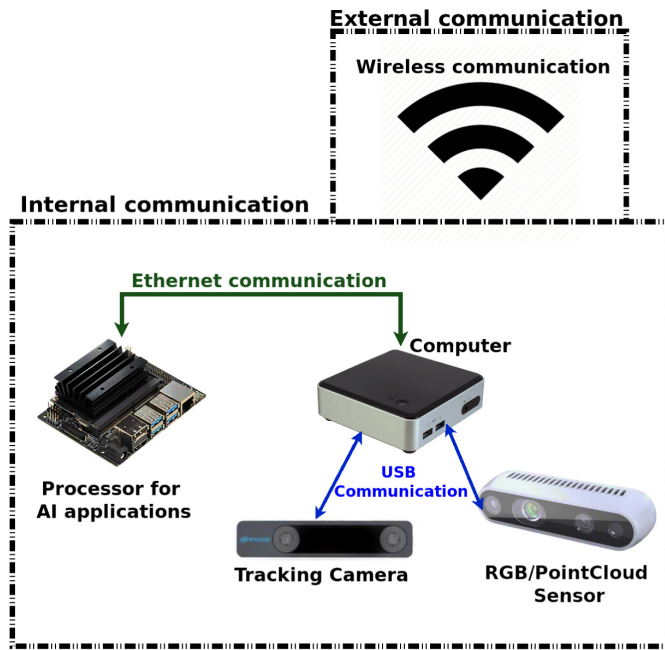 External communication
Wireless communication
Internal communication
Ethernet communication
Computer
Processor for
AI applications
USB
Communication
Tracking Camera
RGB/PointCloud
Sensor